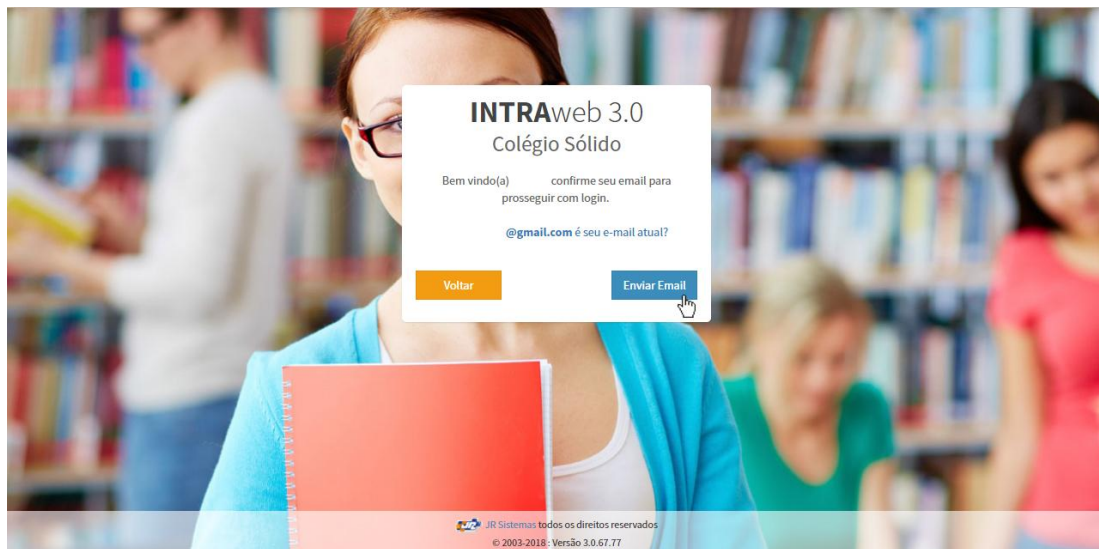 INTRAweb 3.0
Colégio Sólido
Bem vindo(a) confirme seu email para
prosseguir com login.
@gmail.com é seu e-mail atual?
Voltar
Enviar Email
JR Sistemas todos os direitos reservados
© 2003-2018 : Versão 3.0.67.77